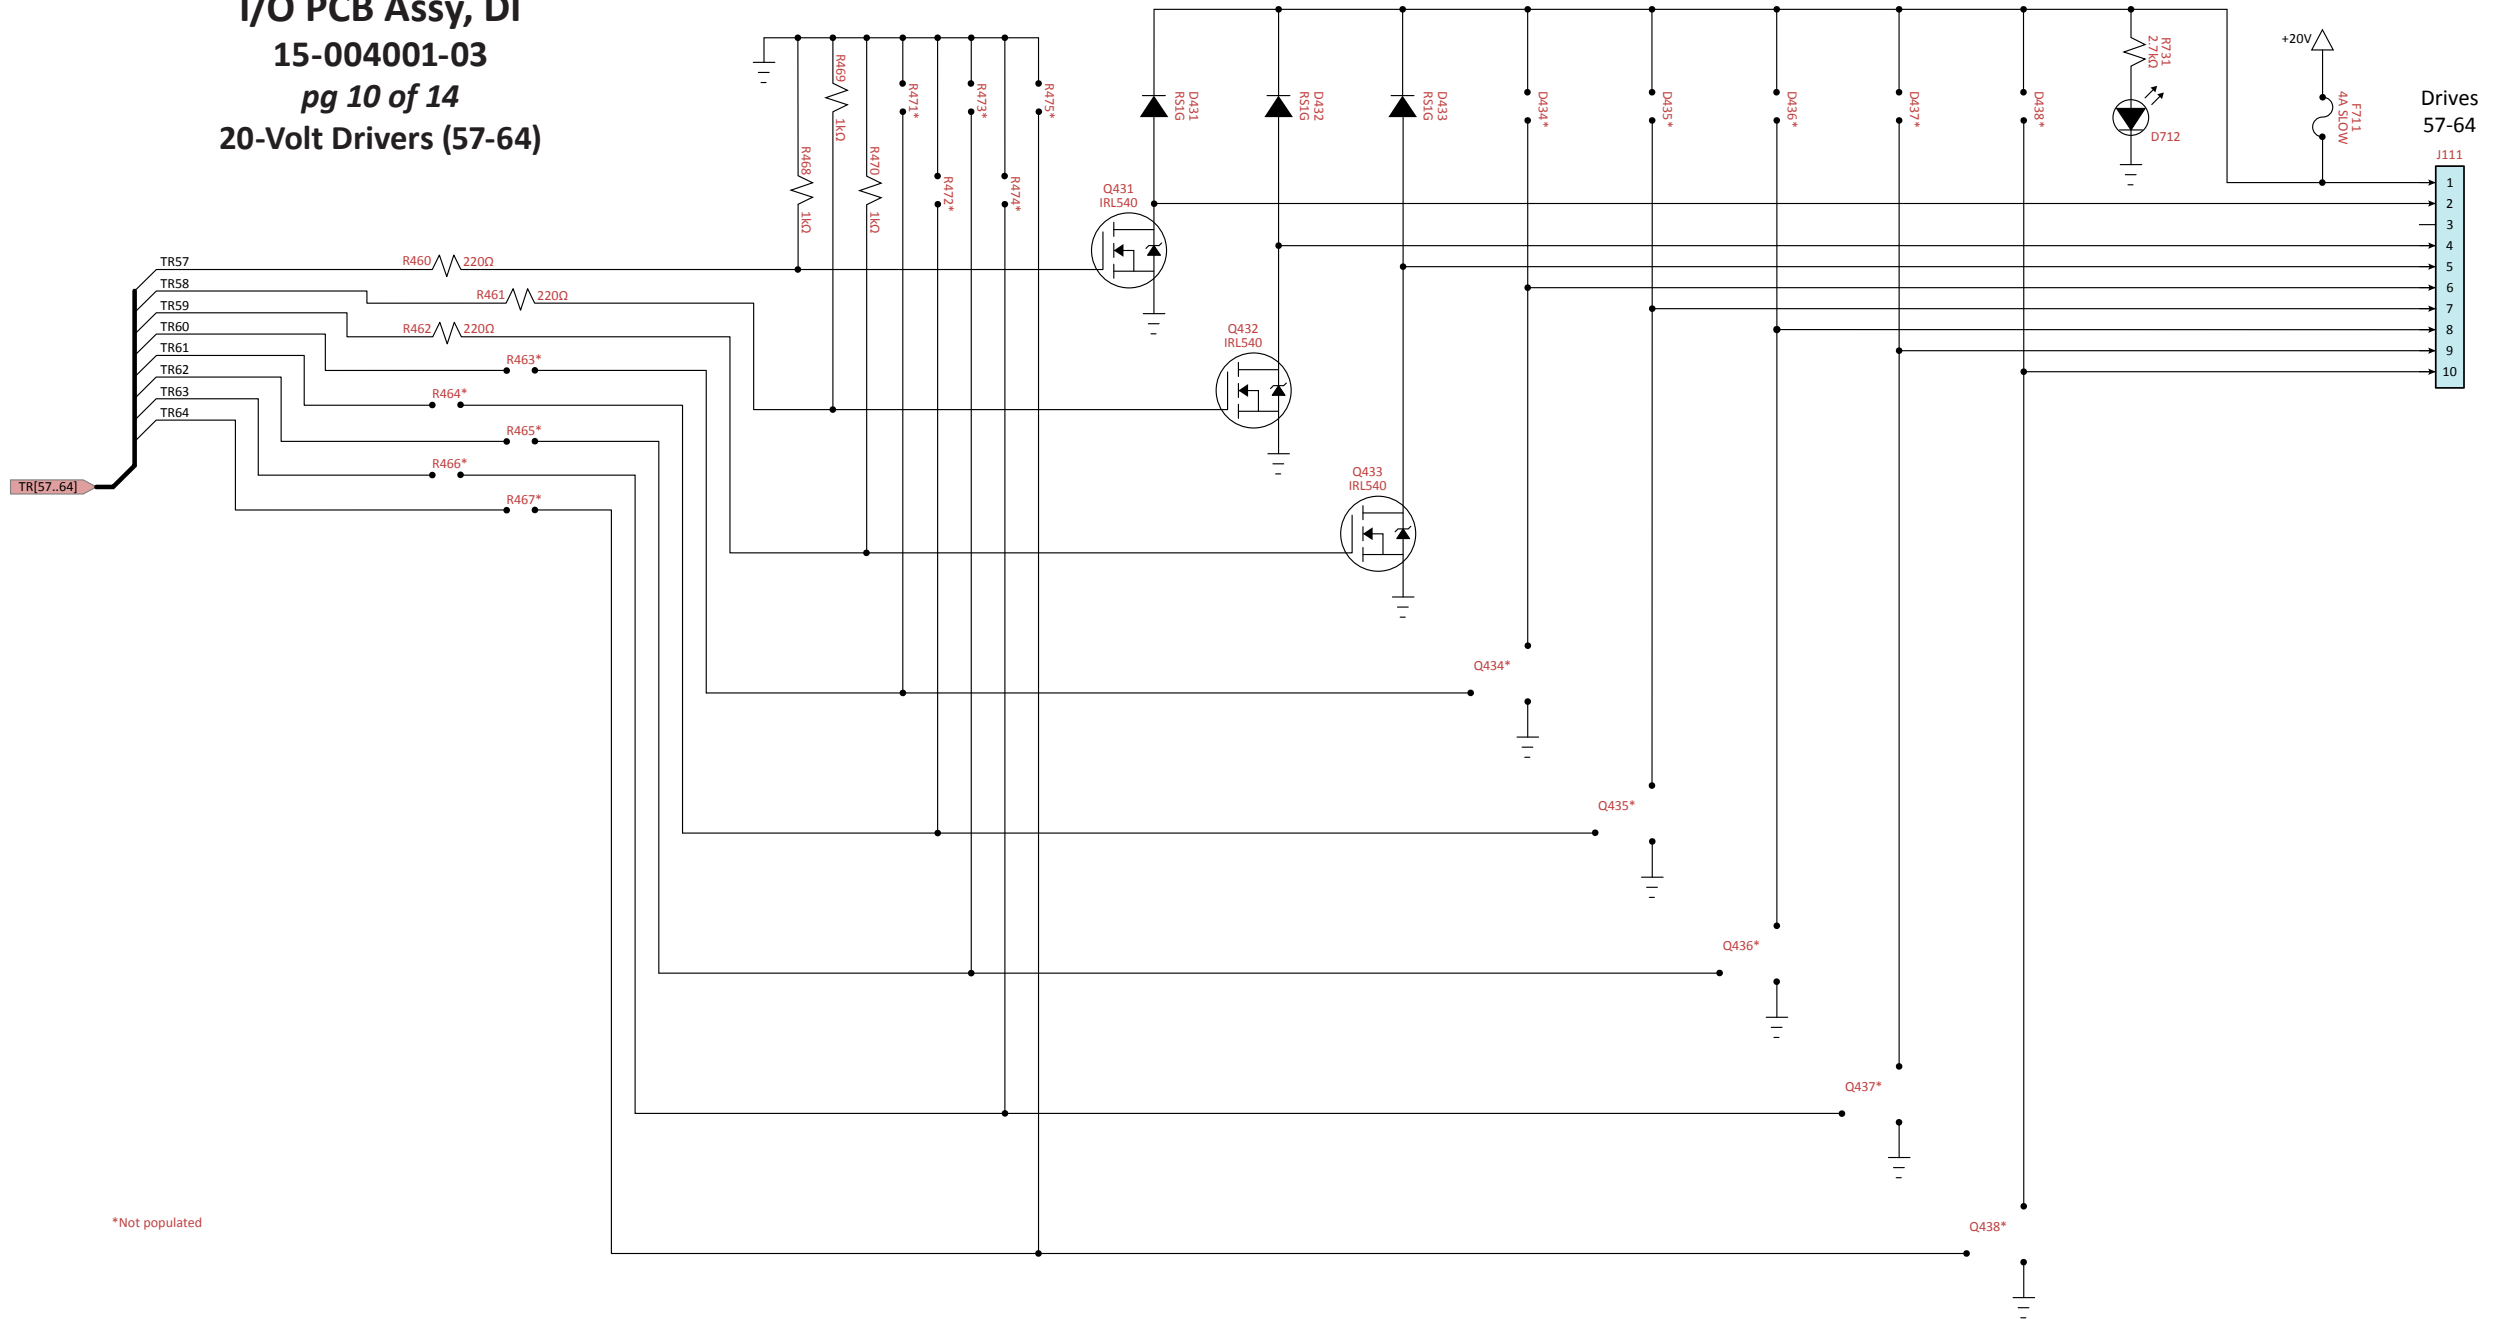 I/O PCB Assy, DI
15-004001-03
pg 10 of 14
20-Volt Drivers (57-64)
R469
1kΩ
R468
1kΩ
R470
1kΩ
R471*
R472*
R473*
R474*
R475*
D431
RS1G
D432
RS1G
D433
RS1G
D434*
D435*
D436*
D437*
D438*
R731
2.7kΩ
D712
+20V
F711
4A SLOW
Drives
57-64
J111
1
2
3
4
5
6
7
8
9
10
Q431
IRL540
Q432
IRL540
Q433
IRL540
TR57
R460 220Ω
TR58
R461 220Ω
TR59
R462 220Ω
TR60
R463*
TR61
R464*
TR62
R465*
TR63
R466*
TR64
R467*
TR[57..64]
Q434*
Q435*
Q436*
Q437*
Q438*
*Not populated